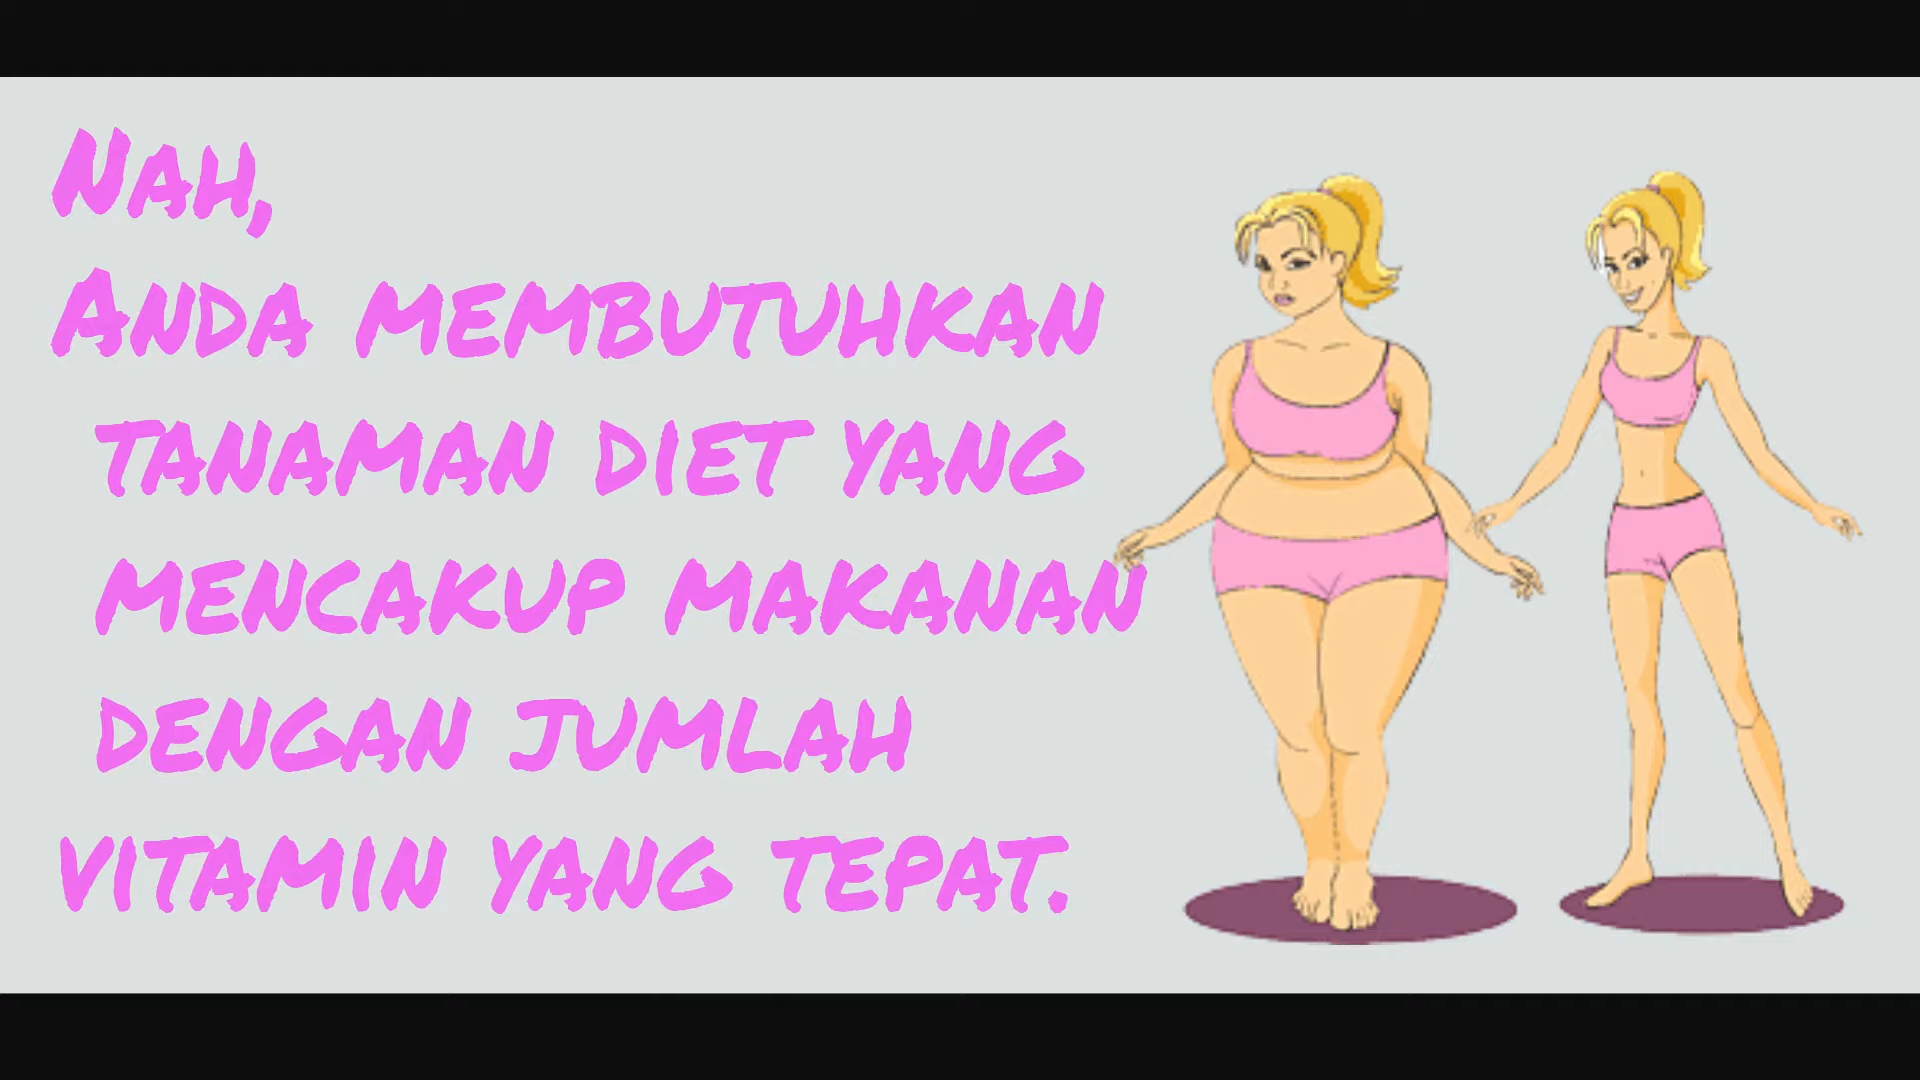 Nah,
Anda membutuhkan
tanaman diet yang
mencakup makanan
dengan jumlah
vitamin yang tepat.